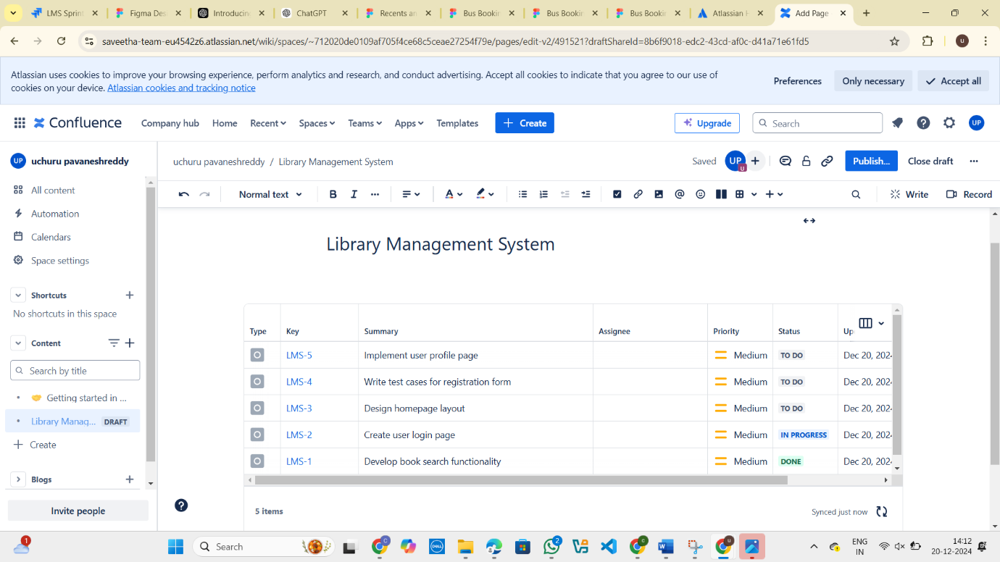 LMS Sprint
Figma Des
Introducin
ChatGPT
Recents an
Bus Bookin
Bus Bookin
Bus Bookin
Atlassian H
Add Page
saveetha-team-eu4542z6.atlassian.net/wiki/spaces/~712020de0109af705f4ce68c5ceae27254f79e/pages/edit-v2/491521?draftShareId=8b6f9018-edc2-43cd-af0c-d41a71e61fd5
u
Atlassian uses cookies to improve your browsing experience, perform analytics and research, and conduct advertising. Accept all cookies to indicate that you agree to our use of
cookies on your device. Atlassian cookies and tracking notice
Preferences
Only necessary
Accept all
Confluence
Company hub
Home
Recent
Spaces
Teams
Apps
Templates
Create
Upgrade
Search
UP
UP uchuru pavaneshreddy
uchuru pavaneshreddy / Library Management System
Saved
UP
U
Publish...
Close draft
All content
Automation
Calendars
Space settings
Shortcuts
No shortcuts in this space
Content
Search by title
Getting started in ...
Library Manag... DRAFT
Create
Blogs
Invite people
Normal text
B I
A
Write
Record
Library Management System
Type Key Summary Assignee Priority Status Up
LMS-5 Implement user profile page Medium TO DO Dec 20, 202
LMS-4 Write test cases for registration form Medium TO DO Dec 20, 202
LMS-3 Design homepage layout Medium TO DO Dec 20, 202
LMS-2 Create user login page Medium IN PROGRESS Dec 20, 202
LMS-1 Develop book search functionality Medium DONE Dec 20, 202
5 items
Synced just now
1
Search
DELL
2
ENG
IN
14:12
20-12-2024